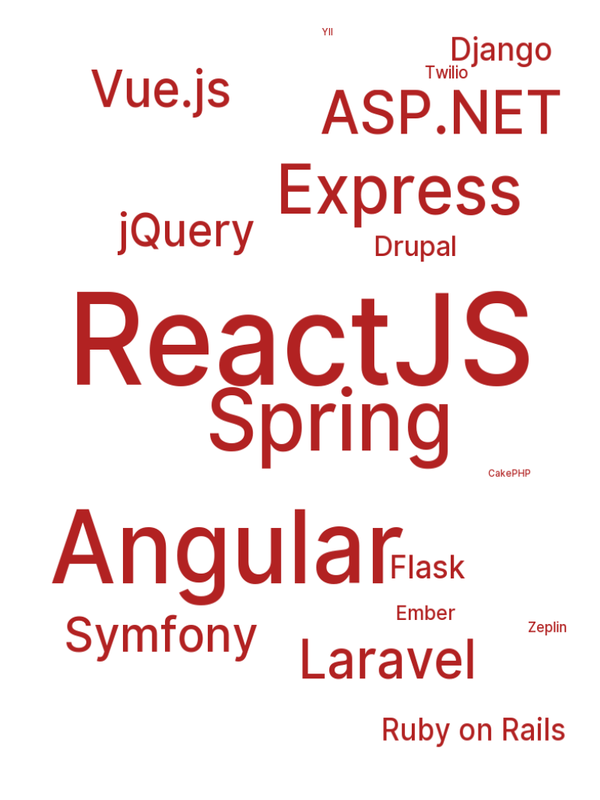 YII
Django
Twilio
Vue.js
ASP.NET
Express
jQuery
Drupal
ReactJS
Spring
CakePHP
Angular
Flask
Ember
Zeplin
Symfony
Laravel
Ruby on Rails